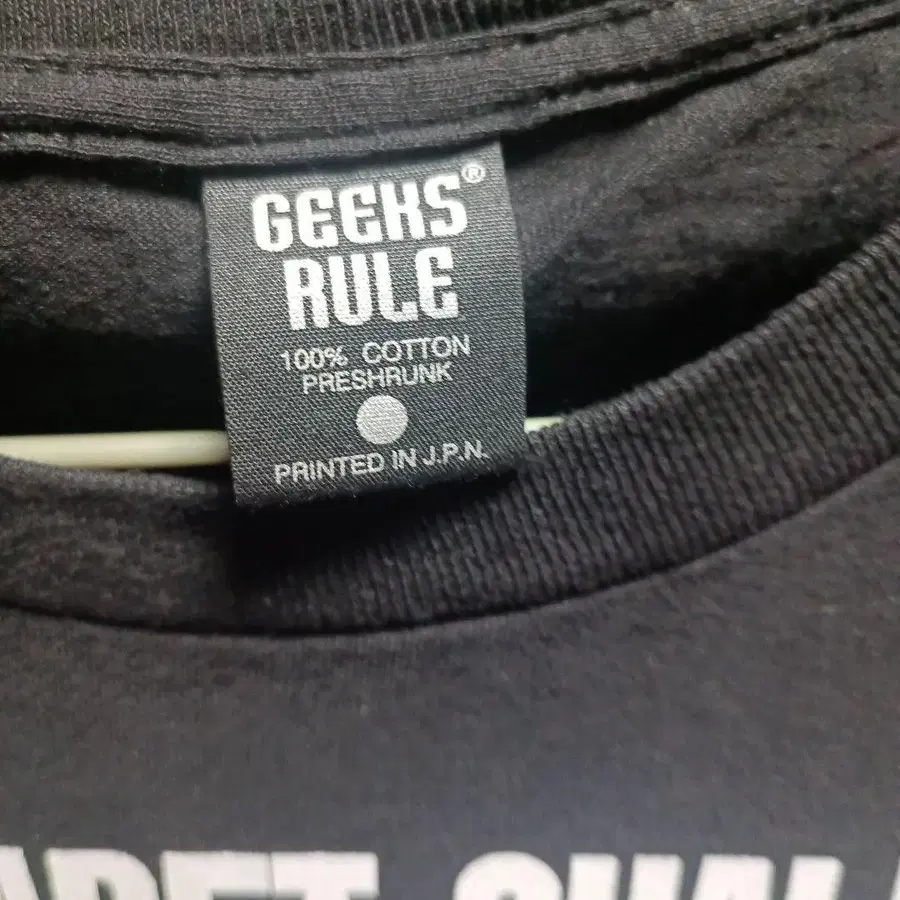 GEEKS®
RULE
100% COTTON
PRESHRUNK
PRINTED IN J.P.N.